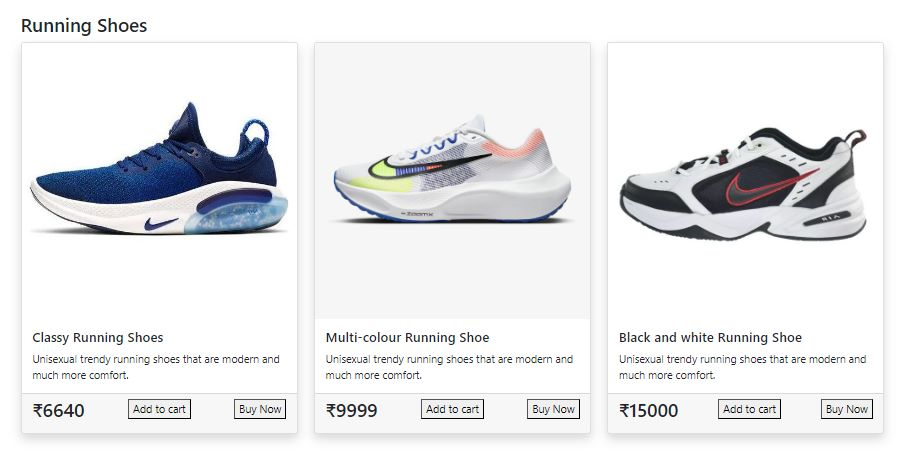 Running Shoes
ZOOMX
AIR
Classy Running Shoes
Unisexual trendy running shoes that are modern and
much more comfort.
₹6640
Add to cart
Buy Now
Multi-colour Running Shoe
Unisexual trendy running shoes that are modern and
much more comfort.
₹9999
Add to cart
Buy Now
Black and white Running Shoe
Unisexual trendy running shoes that are modern and
much more comfort.
₹15000
Add to cart
Buy Now